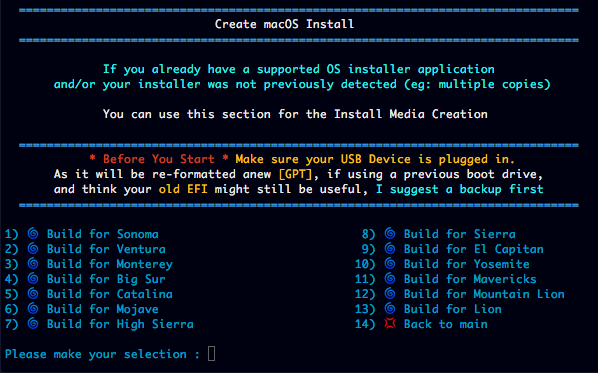 Create macOS Install
If you already have a supported OS installer application
and/or your installer was not previously detected (eg: multiple copies)
You can use this section for the Install Media Creation
* Before You Start * Make sure your USB Device is plugged in.
As it will be re-formatted anew [GPT], if using a previous boot drive,
and think your old EFI might still be useful, I suggest a backup first
1) 🌀 Build for Sonoma 8) 🌀 Build for Sierra
2) 🌀 Build for Ventura 9) 🌀 Build for El Capitan
3) 🌀 Build for Monterey 10) 🌀 Build for Yosemite
4) 🌀 Build for Big Sur 11) 🌀 Build for Mavericks
5) 🌀 Build for Catalina 12) 🌀 Build for Mountain Lion
6) 🌀 Build for Mojave 13) 🌀 Build for Lion
7) 🌀 Build for High Sierra 14) 💢 Back to main
Please make your selection :